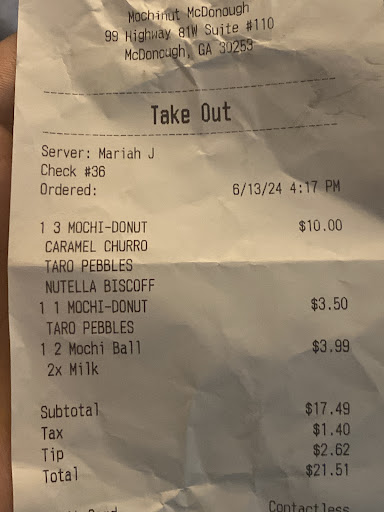 Mochinut McDonough
99 Highway 81W Suite #110
McDonough, GA 30253
Take Out
Server: Mariah J
Check #36
Ordered: 6/13/24 4:17 PM
1 3 MOCHI-DONUT $10.00
CARAMEL CHURRO
TARO PEBBLES
NUTELLA BISCOFF
1 1 MOCHI-DONUT $3.50
TARO PEBBLES
1 2 Mochi Ball $3.99
2x Milk
Subtotal $17.49
Tax $1.40
Tip $2.62
Total $21.51
Contactless